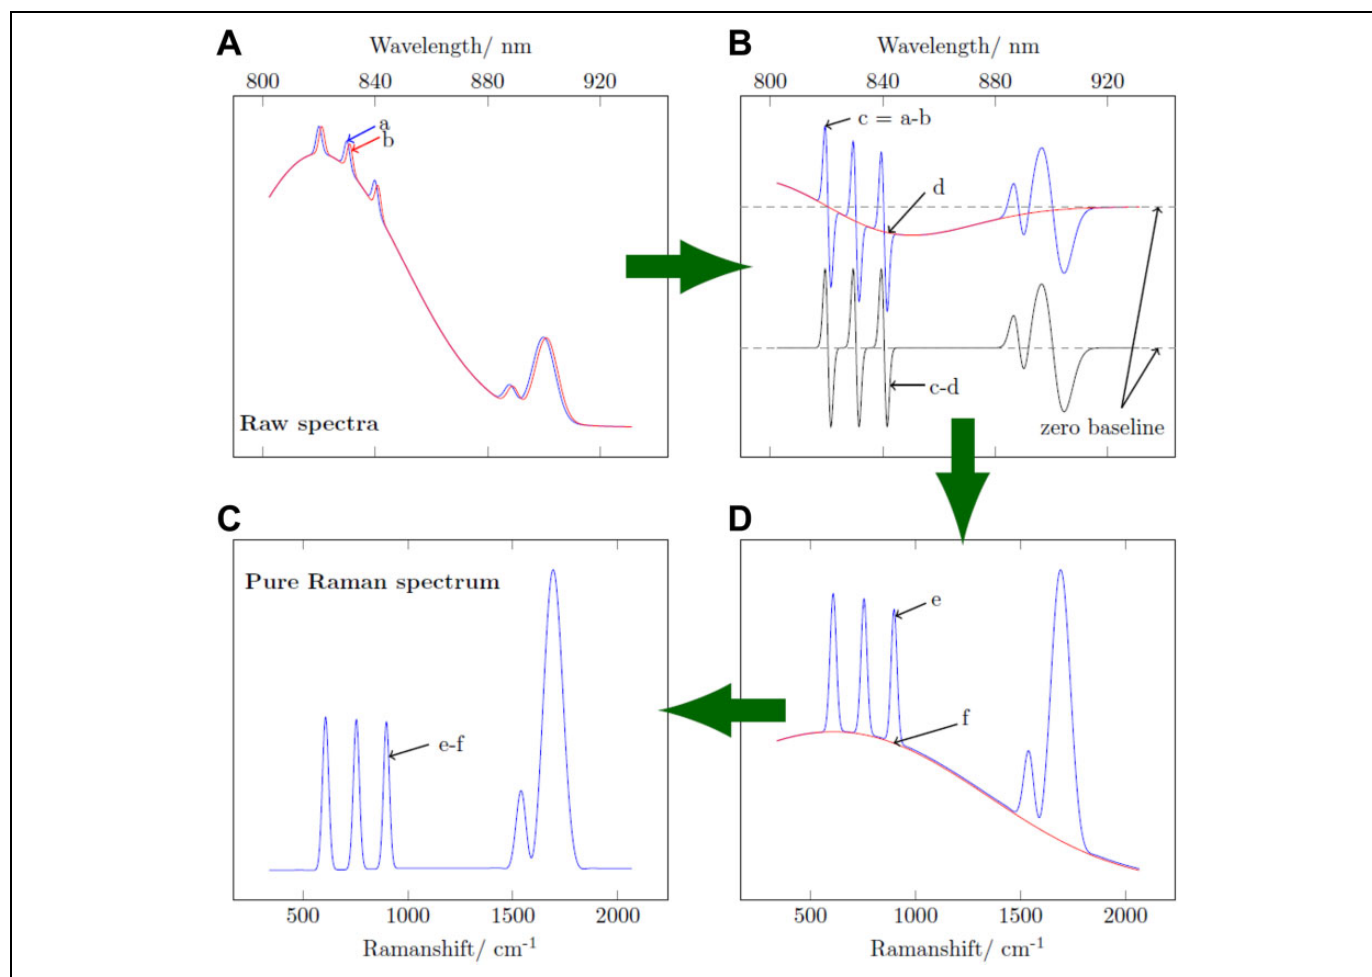 A
Wavelength/ nm
800 840 880 920
a
b
Raw spectra
B
Wavelength/ nm
800 840 880 920
c = a-b
d
c-d
zero baseline
C
Pure Raman spectrum
e-f
500 1000 1500 2000
Ramanshift/ cm-1
D
e
f
500 1000 1500 2000
Ramanshift/ cm-1